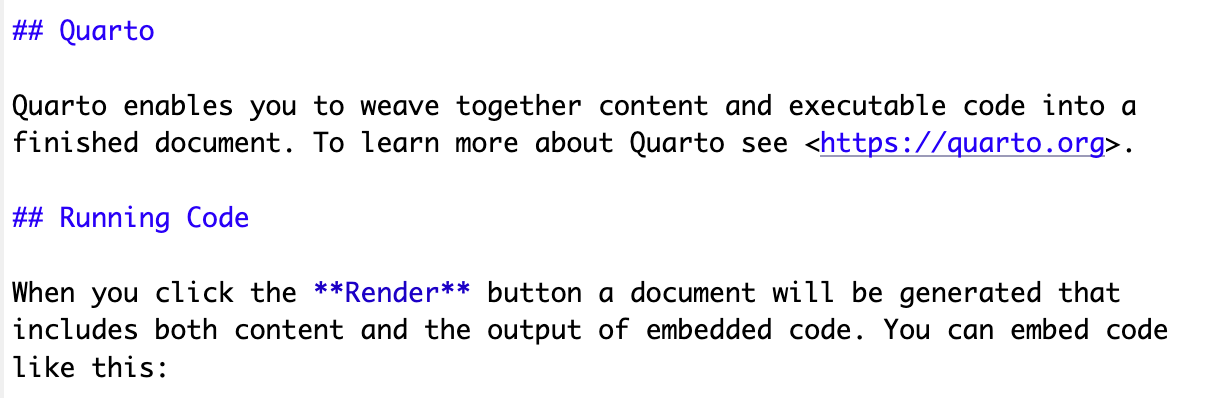 ## Quarto
Quarto enables you to weave together content and executable code into a
finished document. To learn more about Quarto see <https://quarto.org>.
## Running Code
When you click the **Render** button a document will be generated that
includes both content and the output of embedded code. You can embed code
like this: